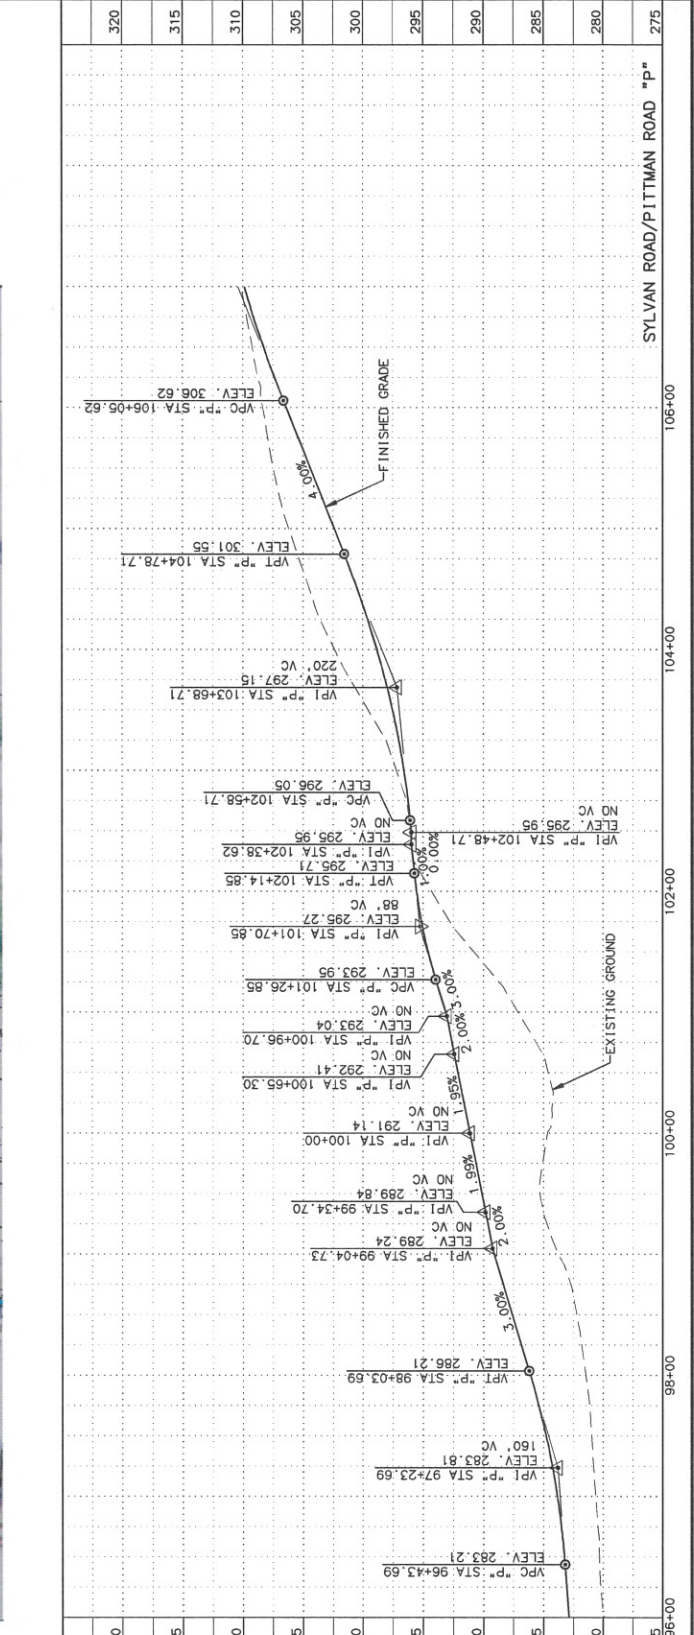 320
315
310
305
300
295
290
285
280
275
SYLVAN ROAD/PITTMAN ROAD "P"
VPC "P" STA 96+43.69
ELEV. 283.21
VPI "P" STA 97+23.69
ELEV. 283.81
160' VC
VPT "P" STA 98+03.69
ELEV. 286.21
3.00%
VPI "P" STA 99+04.73
ELEV. 289.24
NO VC
2.00%
VPI "P" STA 99+34.70
ELEV. 289.84
NO VC
1.99%
VPI "P" STA 100+00
ELEV. 291.14
NO VC
1.95%
VPI "P" STA 100+65.30
ELEV. 292.41
NO VC
2.00%
VPI "P" STA 100+96.70
ELEV. 293.04
NO VC
3.00%
VPC "P" STA 101+26.85
ELEV. 293.95
VPI "P" STA 101+70.85
ELEV. 295.27
88' VC
VPT "P" STA 102+14.85
ELEV. 295.71
1.00%
VPI "P" STA 102+38.62
ELEV. 295.95
NO VC
0.00%
VPI "P" STA 102+48.71
ELEV. 295.95
NO VC
VPC "P" STA 102+58.71
ELEV. 296.05
VPI "P" STA 103+68.71
ELEV. 297.15
220' VC
VPT "P" STA 104+78.71
ELEV. 301.55
4.00%
VPC "P" STA 106+05.62
ELEV. 306.62
FINISHED GRADE
EXISTING GROUND
96+00
98+00
100+00
102+00
104+00
106+00